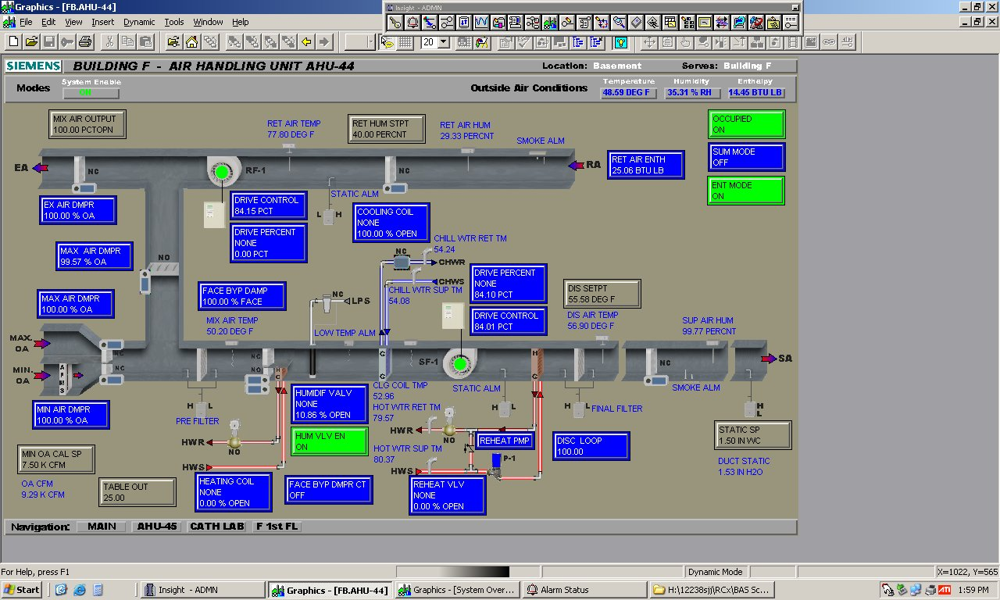 Graphics - [FB.AHU-44]
Insight - ADMN
File Edit View Insert Dynamic Tools Window Help
20
SIEMENS BUILDING F - AIR HANDLING UNIT AHU-44 Location: Basement Serves: Building F
Modes System Enable
ON
Outside Air Conditions
Temperature Humidity Enthalpy
48.59 DEG F 35.31 % RH 14.45 BTU LB
MIX AIR OUTPUT
100.00 PCTOPN
RET AIR TEMP
77.80 DEG F
RET HUM STPT
40.00 PERCNT
RET AIR HUM
29.33 PERCNT
SMOKE ALM
OCCUPIED
ON
SUM MODE
OFF
ENT MODE
ON
EA
NC
RF-1
NC
RA
RET AIR ENTH
25.06 BTU LB
EX AIR DMPR
100.00 % OA
DRIVE CONTROL
84.15 PCT
STATIC ALM
L H
DRIVE PERCENT
NONE
0.00 PCT
COOLING COIL
NONE
100.00 % OPEN
CHILL WTR RET TM
54.24
MAX  AIR DMPR
99.57 % OA
NO
NC
CHWR
CHWS
CHILL WTR SUP TM
54.08
DRIVE PERCENT
NONE
84.10 PCT
DRIVE CONTROL
84.01 PCT
DIS SETPT
55.58 DEG F
MAX AIR DMPR
100.00 % OA
FACE BYP DAMP
100.00 % FACE
NC
LPS
MIX AIR TEMP
50.20 DEG F
LOW TEMP ALM
DIS AIR TEMP
56.90 DEG F
SUP AIR HUM
99.77 PERCNT
MAX.
OA
NC
NC
C
C
H
SF-1
H
C
NC
SA
MIN.
OA
A
F
M
S
NC
NO
H
C
SMOKE ALM
MIN AIR DMPR
100.00 % OA
H L
PRE FILTER
HUMIDIF VALV
NONE
10.86 % OPEN
CLG COIL TMP
52.96
HOT WTR RET TM
79.57
STATIC ALM
H L
H L
FINAL FILTER
H
L
HWR
NO
HUM VLV EN
ON
HWR
NO
REHEAT PMP
DISC  LOOP
100.00
STATIC SP
1.50 IN WC
MIN OA CAL SP
7.50 K CFM
HOT WTR SUP TM
80.37
P-1
DUCT STATIC
1.53 IN H2O
HWS
HWS
OA CFM
9.29 K CFM
TABLE OUT
25.00
HEATING COIL
NONE
0.00 % OPEN
FACE BYP DMPR CT
OFF
REHEAT VLV
NONE
0.00 % OPEN
Navigation: MAIN AHU-45 CATH LAB F 1st FL
For Help, press F1 Dynamic Mode X=1022, Y=565
Start Insight - ADMN Graphics - [FB.AHU-44] Graphics - [System Over... Alarm Status H:\12238sjj\RCx\BAS Sc... ATI 1:59 PM